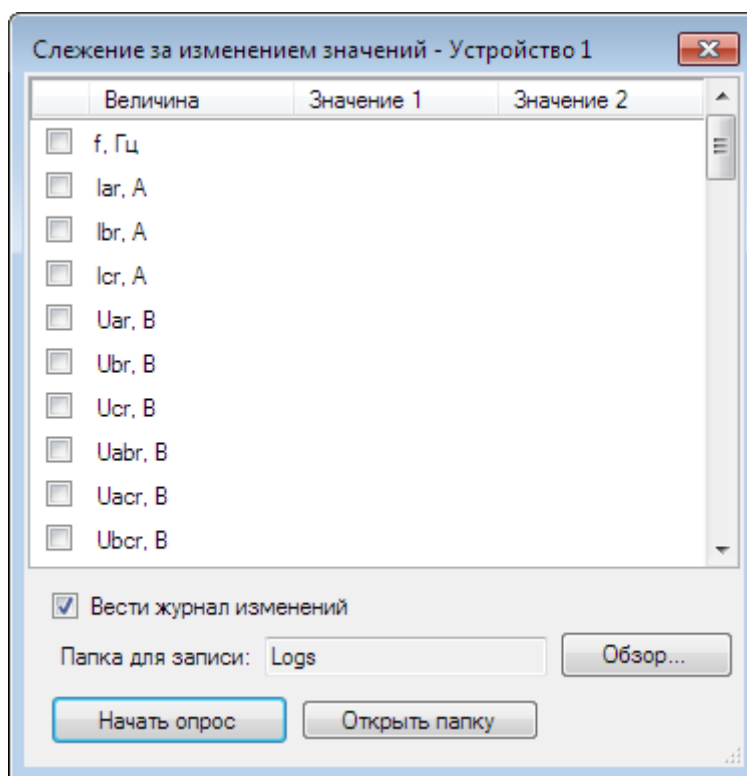 Слежение за изменением значений - Устройство 1
Величина Значение 1 Значение 2
f, Гц
Iar, А
Ibr, А
Icr, А
Uar, В
Ubr, В
Ucr, В
Uabr, В
Uacr, В
Ubcr, В
Вести журнал изменений
Папка для записи: Logs Обзор...
Начать опрос Открыть папку